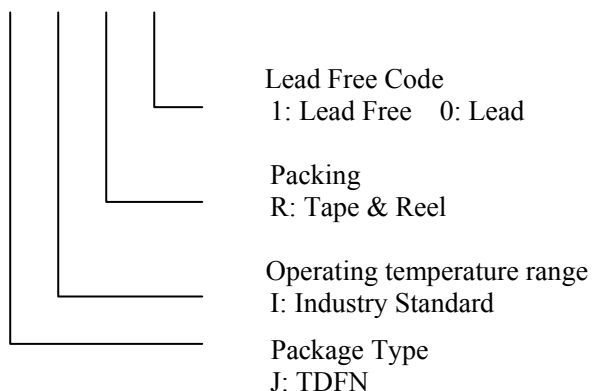 Lead Free Code
1: Lead Free 0: Lead
Packing
R: Tape & Reel
Operating temperature range
I: Industry Standard
Package Type
J: TDFN